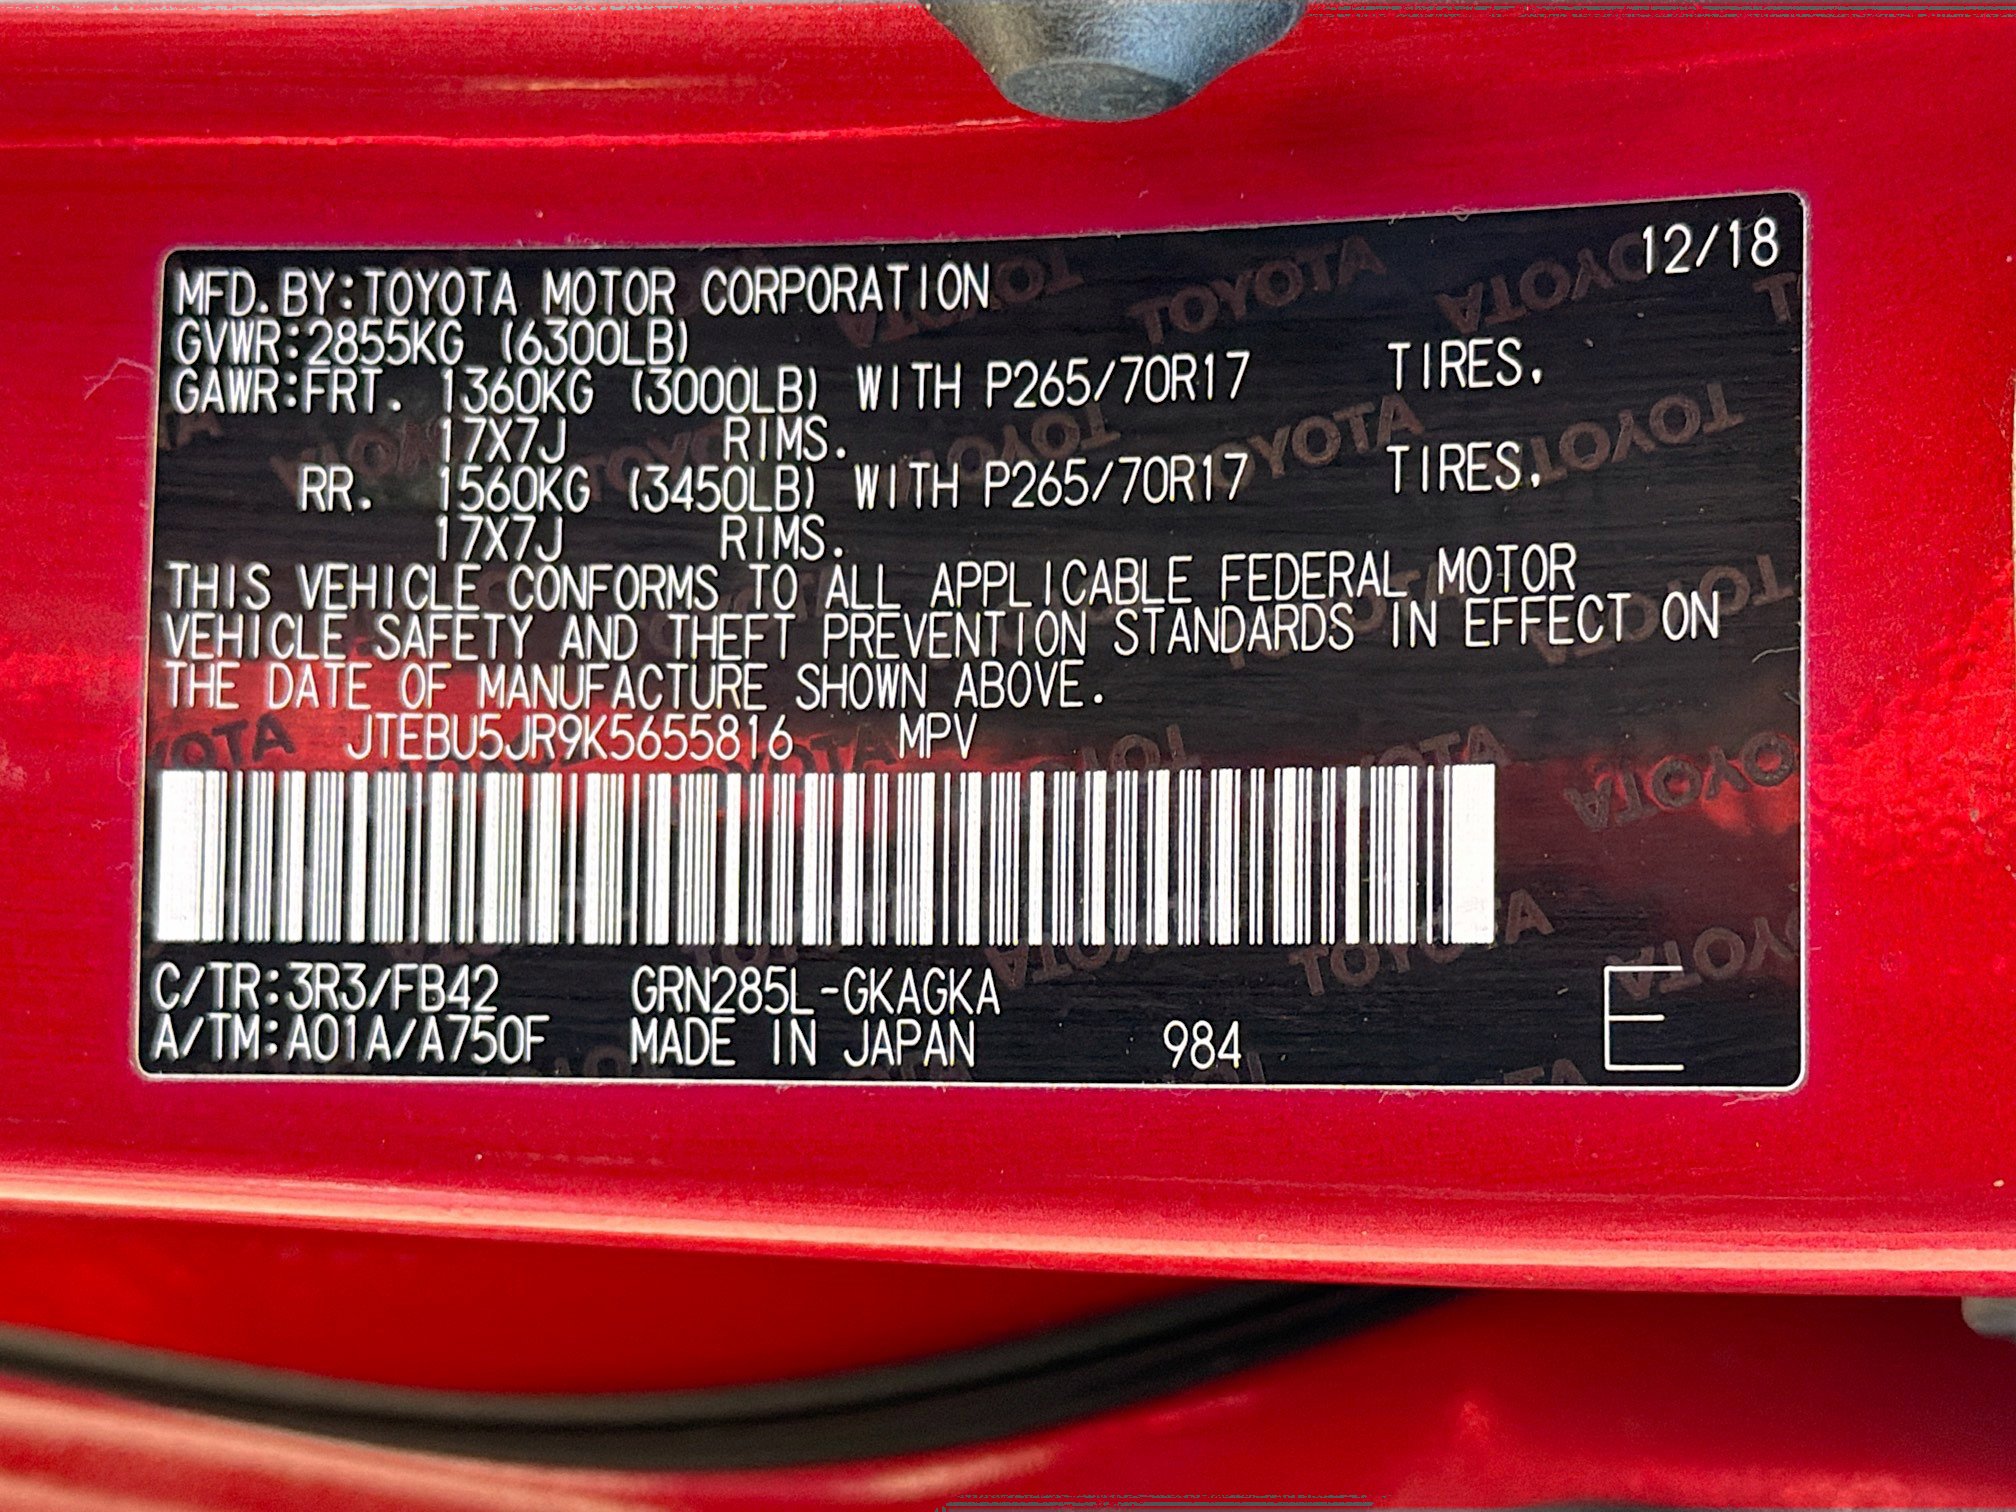 12/18
MFD.BY:TOYOTA MOTOR CORPORATION
GVWR:2855KG (6300LB)
GAWR:FRT. 1360KG (3000LB) WITH P265/70R17 TIRES.
17X7J RIMS.
RR. 1560KG (3450LB) WITH P265/70R17 TIRES.
17X7J RIMS.
THIS VEHICLE CONFORMS TO ALL APPLICABLE FEDERAL MOTOR
VEHICLE SAFETY AND THEFT PREVENTION STANDARDS IN EFFECT ON
THE DATE OF MANUFACTURE SHOWN ABOVE.
JTEBU5JR9K5655816 MPV
C/TR:3R3/FB42 GRN285L-GKAGKA
A/TM:A01A/A750F MADE IN JAPAN 984 E